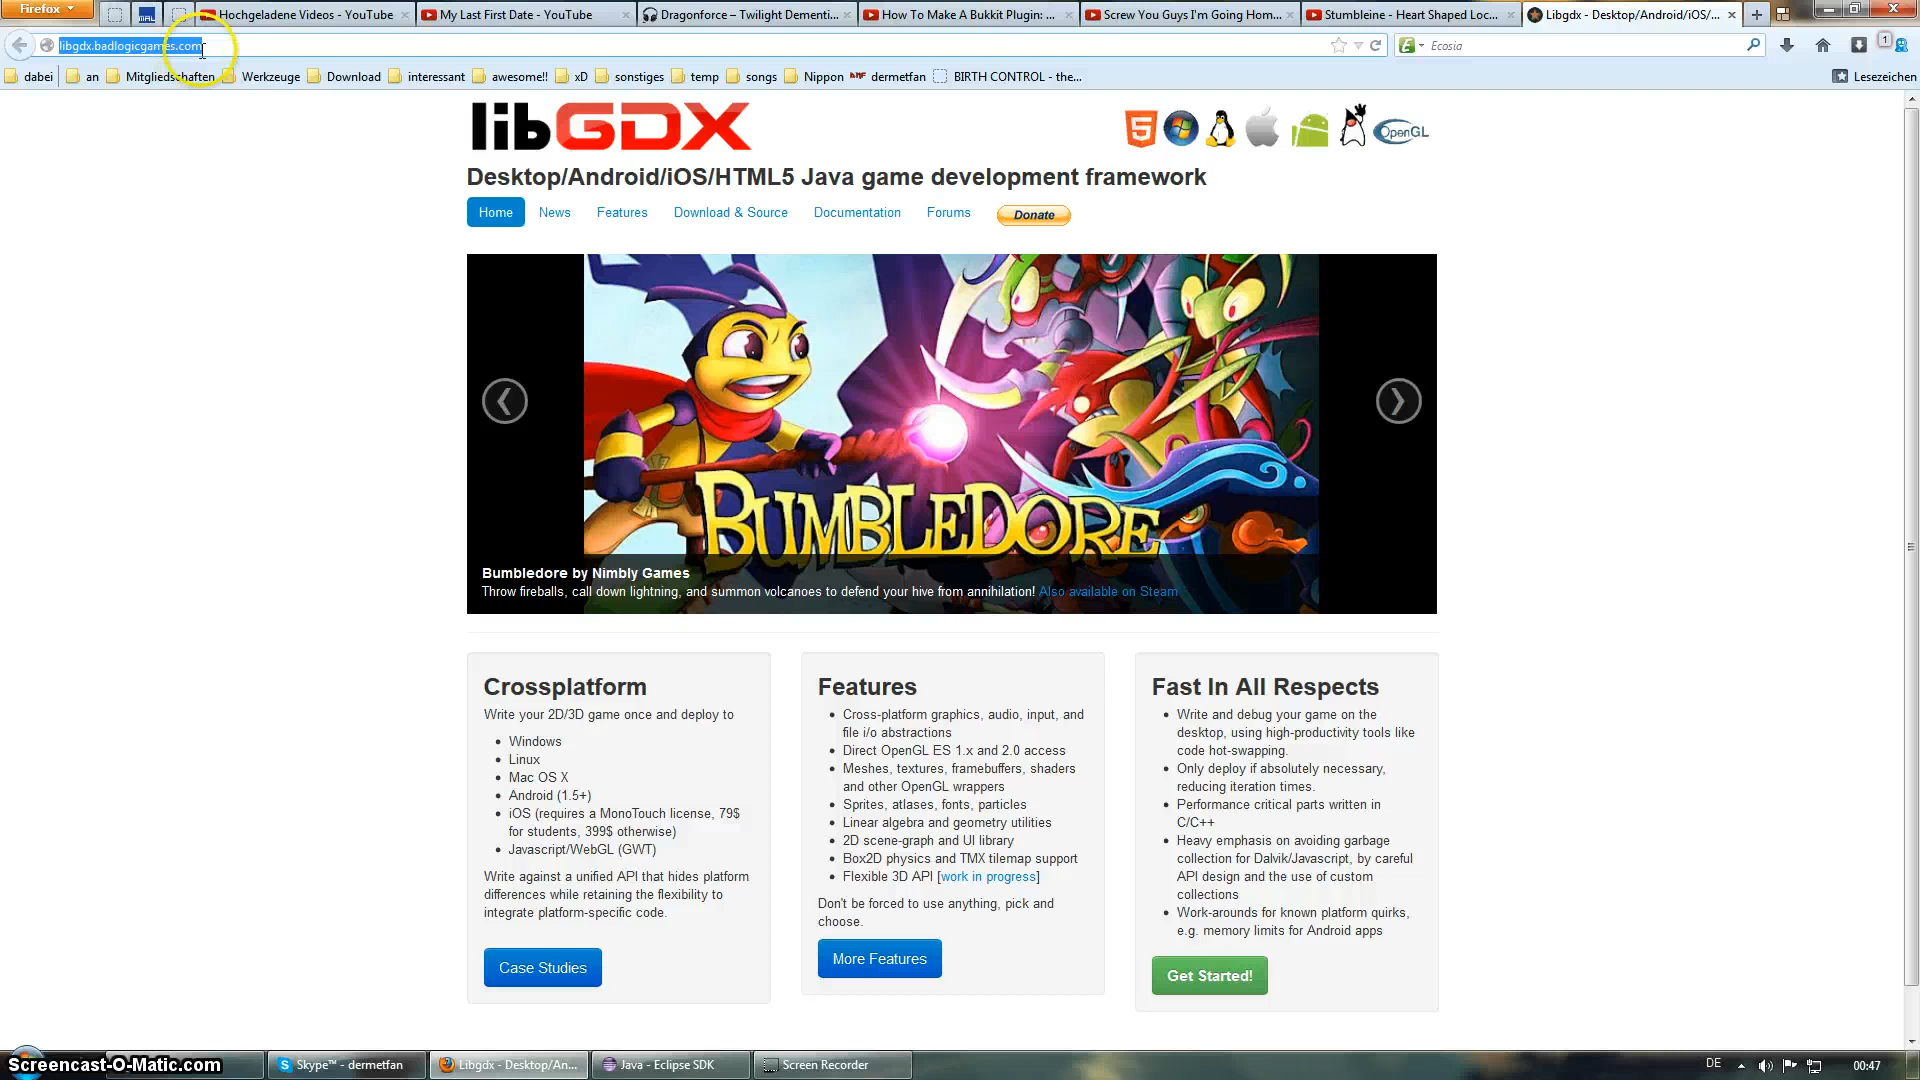 Firefox
MAL
Hochgeladene Videos - YouTube
My Last First Date - YouTube
Dragonforce – Twilight Dementi...
How To Make A Bukkit Plugin: ...
Screw You Guys I'm Going Hom...
Stumbleine - Heart Shaped Loc...
Libgdx - Desktop/Android/iOS/...
libgdx.badlogicgames.com
Ecosia
1
dabei
an
Mitgliedschaften
Werkzeuge
Download
interessant
awesome!!
xD
sonstiges
temp
songs
Nippon
dermetfan
BIRTH CONTROL - the...
Lesezeichen
libGDX
5
OpenGL
Desktop/Android/iOS/HTML5 Java game development framework
Home
News
Features
Download & Source
Documentation
Forums
Donate
BUMBLEDORE
Bumbledore by Nimbly Games
Throw fireballs, call down lightning, and summon volcanoes to defend your hive from annihilation! Also available on Steam
Crossplatform
Write your 2D/3D game once and deploy to
Windows
Linux
Mac OS X
Android (1.5+)
iOS (requires a MonoTouch license, 79$
for students, 399$ otherwise)
Javascript/WebGL (GWT)
Write against a unified API that hides platform
differences while retaining the flexibility to
integrate platform-specific code.
Case Studies
Features
Cross-platform graphics, audio, input, and
file i/o abstractions
Direct OpenGL ES 1.x and 2.0 access
Meshes, textures, framebuffers, shaders
and other OpenGL wrappers
Sprites, atlases, fonts, particles
Linear algebra and geometry utilities
2D scene-graph and UI library
Box2D physics and TMX tilemap support
Flexible 3D API [work in progress]
Don't be forced to use anything, pick and
choose.
More Features
Fast In All Respects
Write and debug your game on the
desktop, using high-productivity tools like
code hot-swapping.
Only deploy if absolutely necessary,
reducing iteration times.
Performance critical parts written in
C/C++
Heavy emphasis on avoiding garbage
collection for Dalvik/Javascript, by careful
API design and the use of custom
collections
Work-arounds for known platform quirks,
e.g. memory limits for Android apps
Get Started!
Screencast-O-Matic.com
Skype™ - dermetfan
Libgdx - Desktop/An...
Java - Eclipse SDK
Screen Recorder
DE
00:47